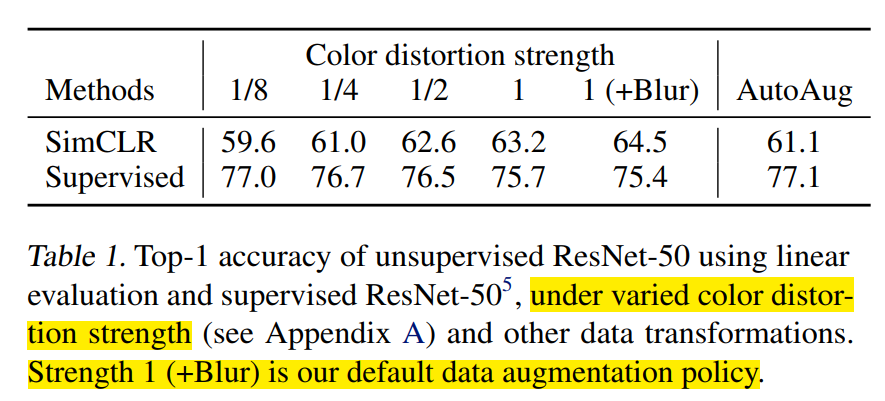 Color distortion strength
Methods 1/8 1/4 1/2 1 1 (+Blur) AutoAug
SimCLR 59.6 61.0 62.6 63.2 64.5 61.1
Supervised 77.0 76.7 76.5 75.7 75.4 77.1
Table 1. Top-1 accuracy of unsupervised ResNet-50 using linear
evaluation and supervised ResNet-50⁵, under varied color distor-
tion strength (see Appendix A) and other data transformations.
Strength 1 (+Blur) is our default data augmentation policy.